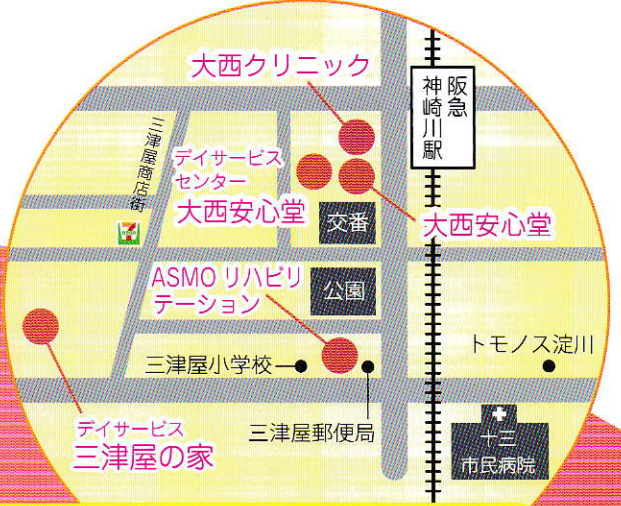 大西クリニック
阪急
神崎川駅
三津屋商店街
デイサービス
センター
大西安心堂
交番
大西安心堂
ASMO リハビリ
テーション
公園
三津屋小学校
トモノス淀川
三津屋郵便局
デイサービス
三津屋の家
十三
市民病院